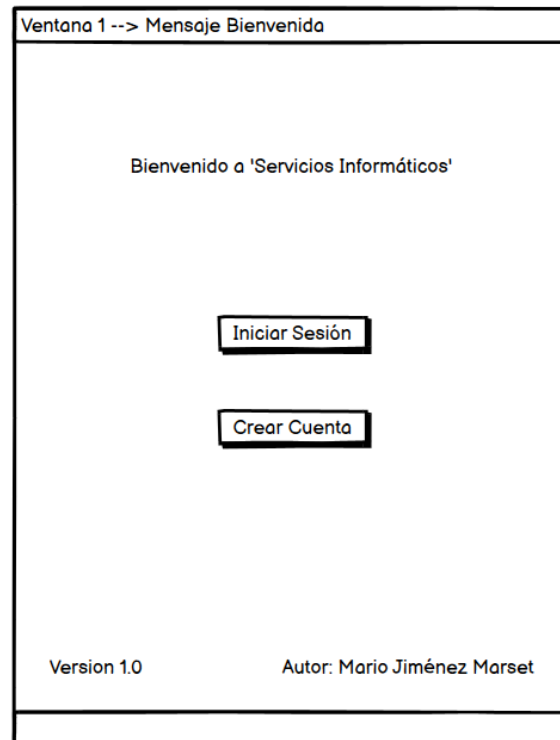 Ventana 1 --> Mensaje Bienvenida
Bienvenido a 'Servicios Informáticos'
Iniciar Sesión
Crear Cuenta
Version 1.0 Autor: Mario Jiménez Marset